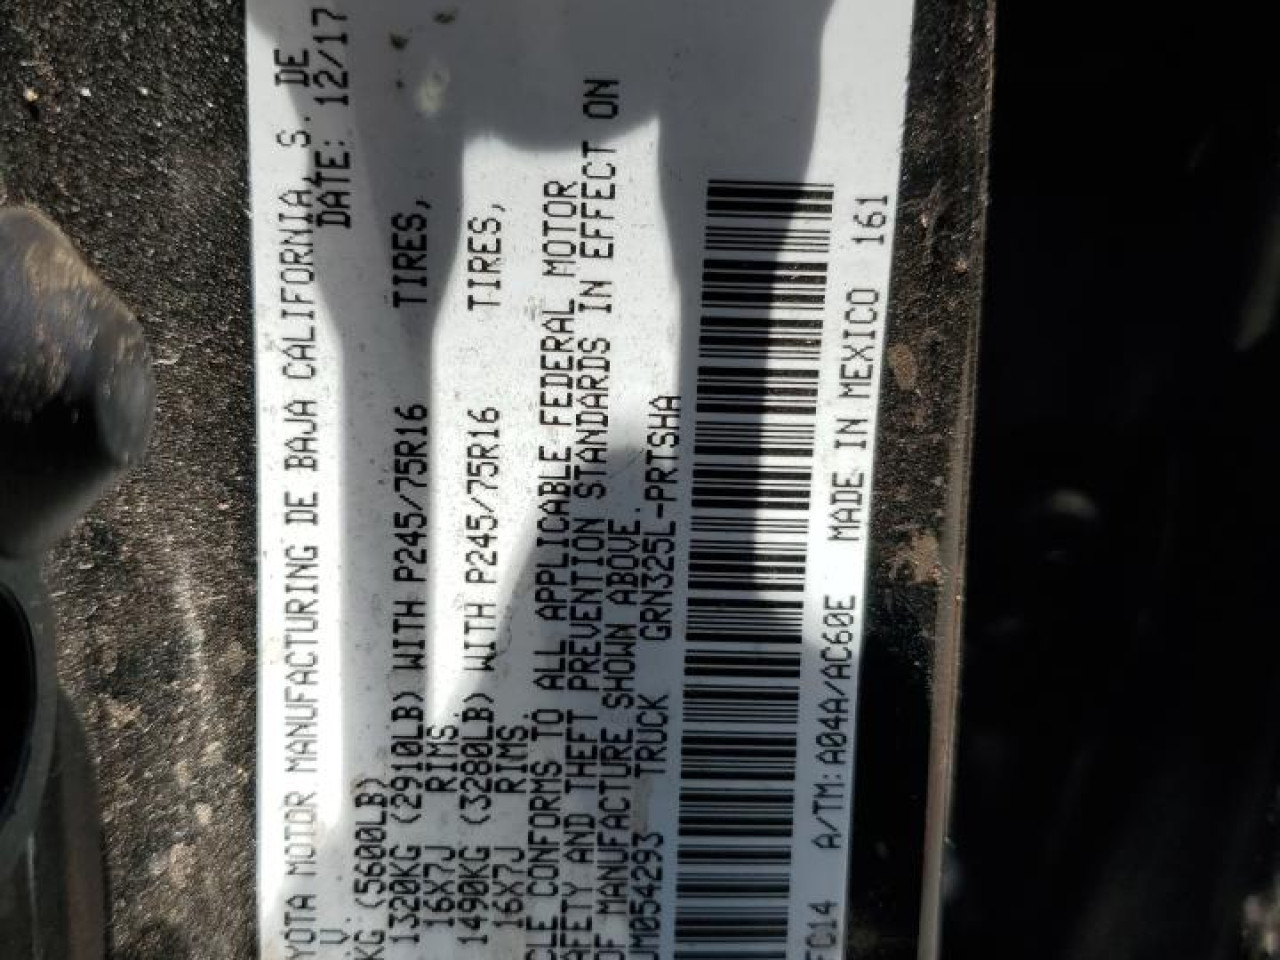 YOTA MOTOR MANUFACTURING DE BAJA CALIFORNIA, S. DE
V. DATE: 12/17
KG (5600LB)
1320KG (2910LB) WITH P245/75R16 TIRES,
16X7J RIMS.
1490KG (3280LB) WITH P245/75R16 TIRES,
16X7J RIMS.
CLE CONFORMS TO ALL APPLICABLE FEDERAL MOTOR
AFETY AND THEFT PREVENTION STANDARDS IN EFFECT ON
OF MANUFACTURE SHOWN ABOVE.
JM054293 TRUCK GRN325L-PRTSHA
FC14 A/TM: A04A/AC60E MADE IN MEXICO 161